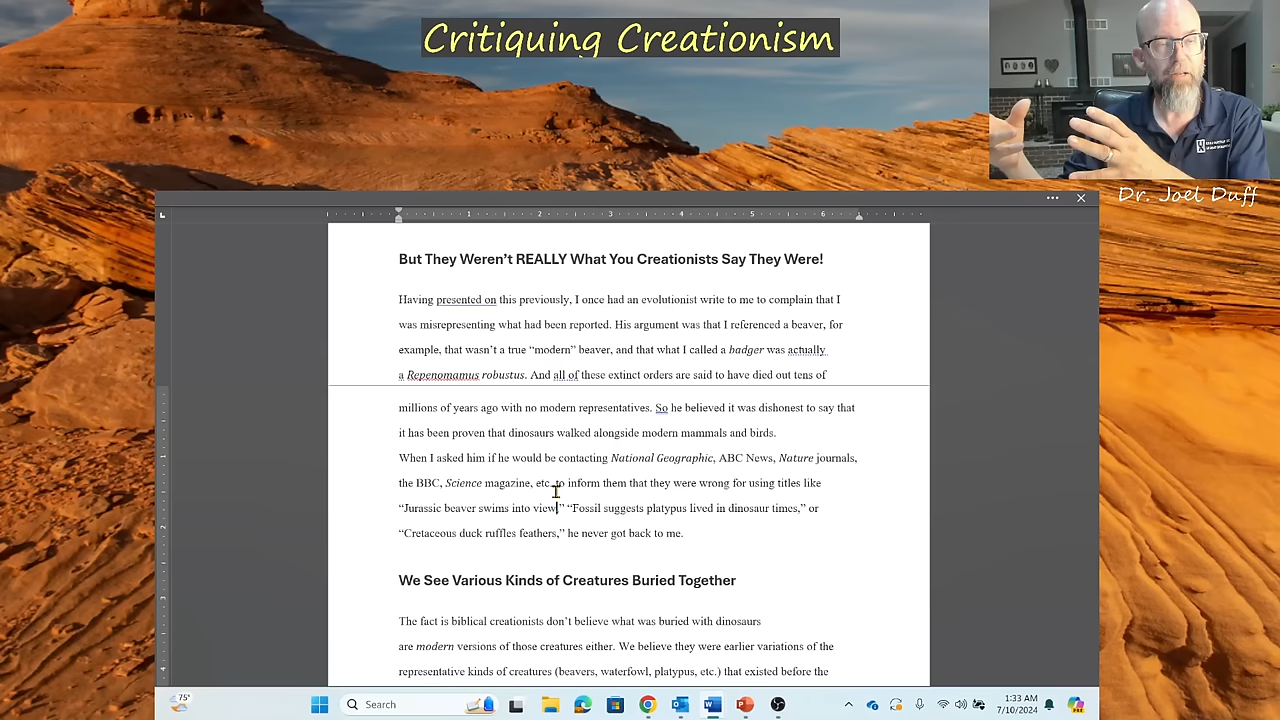 Critiquing Creationism
Dr. Joel Duff
But They Weren’t REALLY What You Creationists Say They Were!
Having presented on this previously, I once had an evolutionist write to me to complain that I
was misrepresenting what had been reported. His argument was that I referenced a beaver, for
example, that wasn’t a true “modern” beaver, and that what I called a badger was actually
a Repenomamus robustus. And all of these extinct orders are said to have died out tens of
millions of years ago with no modern representatives. So he believed it was dishonest to say that
it has been proven that dinosaurs walked alongside modern mammals and birds.
When I asked him if he would be contacting National Geographic, ABC News, Nature journals,
the BBC, Science magazine, etc. to inform them that they were wrong for using titles like
“Jurassic beaver swims into view,” “Fossil suggests platypus lived in dinosaur times,” or
“Cretaceous duck ruffles feathers,” he never got back to me.
We See Various Kinds of Creatures Buried Together
The fact is biblical creationists don’t believe what was buried with dinosaurs
are modern versions of those creatures either. We believe they were earlier variations of the
representative kinds of creatures (beavers, waterfowl, platypus, etc.) that existed before the
1 2 3 4 5 6
75°
Search
1:33 AM
7/10/2024